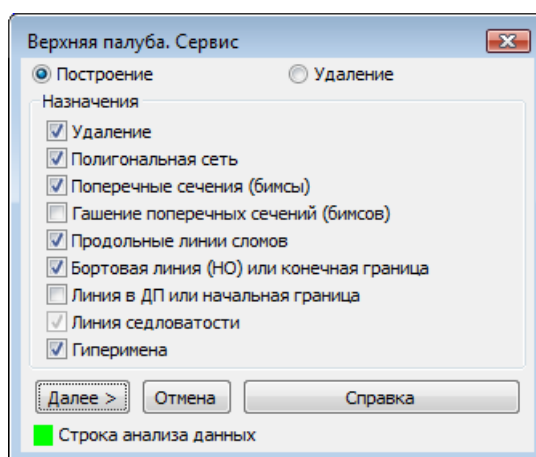 Верхняя палуба. Сервис
Построение Удаление
Назначения
Удаление
Полигональная сеть
Поперечные сечения (бимсы)
Гашение поперечных сечений (бимсов)
Продольные линии сломов
Бортовая линия (НО) или конечная граница
Линия в ДП или начальная граница
Линия седловатости
Гиперимена
Далее > Отмена Справка
Строка анализа данных